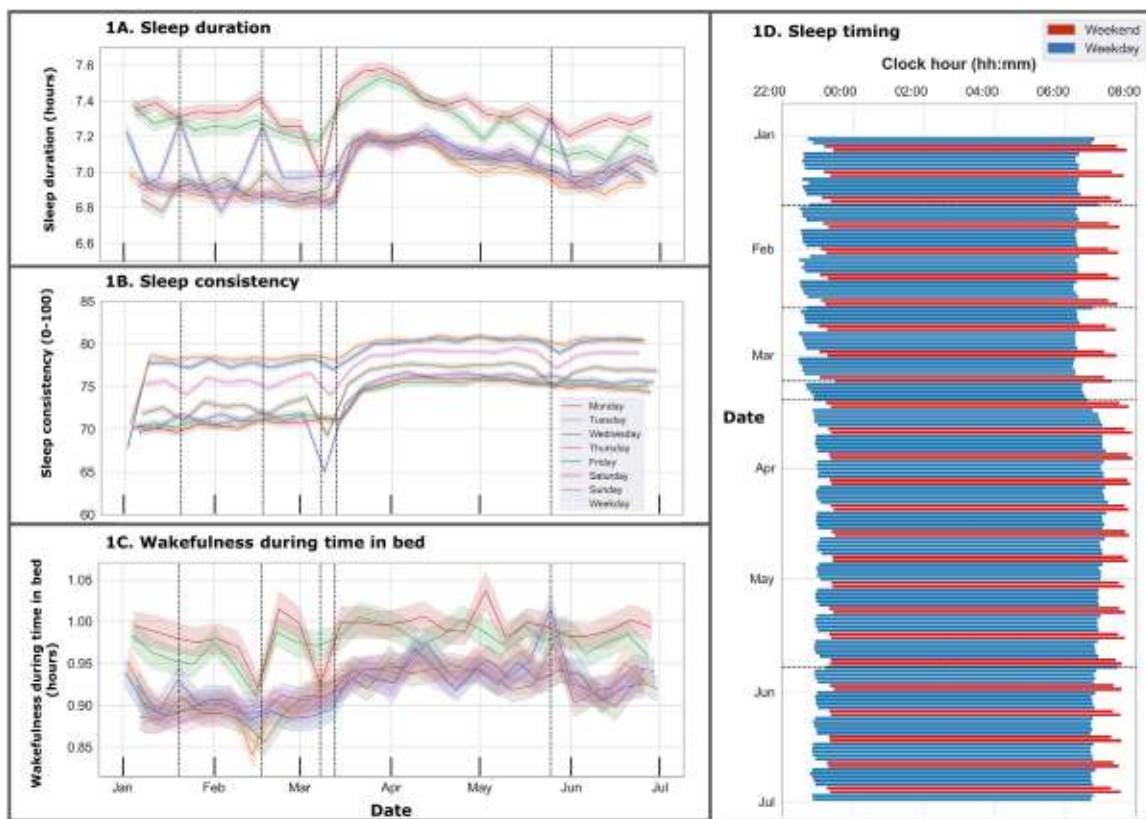 1A. Sleep duration
Sleep duration (hours)
7.6
7.4
7.2
7.0
6.8
6.6
1B. Sleep consistency
Sleep consistency (0-100)
85
80
75
70
65
60
Monday
Tuesday
Wednesday
Thursday
Friday
Saturday
Sunday
Weekday
1C. Wakefulness during time in bed
Wakefulness during time in bed
(hours)
1.05
1.00
0.95
0.90
0.85
Jan Feb Mar Apr May Jun Jul
Date
1D. Sleep timing
Weekend
Weekday
Clock hour (hh:mm)
22:00 00:00 02:00 04:00 06:00 08:00
Date
Jan
Feb
Mar
Apr
May
Jun
Jul